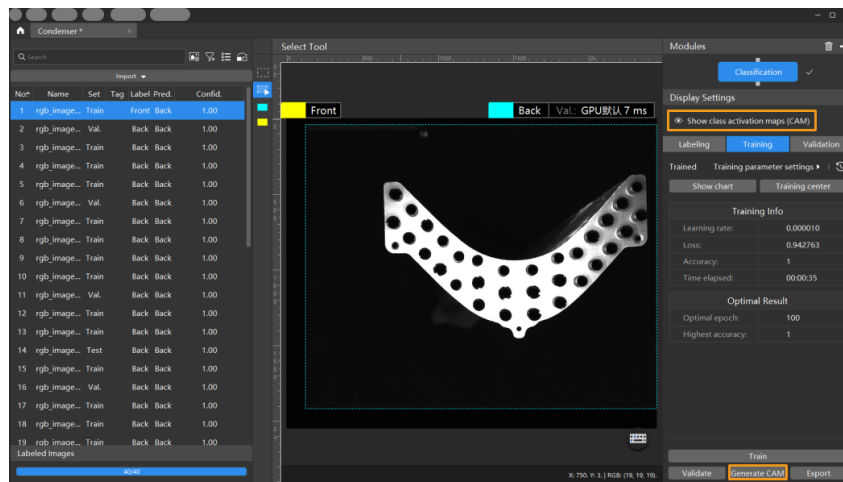 Condenser *
Search
Import
No. Name Set Tag Label Pred. Confid.
1 rgb_image... Train Front Back 1.00
2 rgb_image... Val. Back Back 1.00
3 rgb_image... Train Back Back 1.00
4 rgb_image... Train Back Back 1.00
5 rgb_image... Train Back Back 1.00
6 rgb_image... Val. Back Back 1.00
7 rgb_image... Train Back Back 1.00
8 rgb_image... Train Back Back 1.00
9 rgb_image... Train Back Back 1.00
10 rgb_image... Train Back Back 1.00
11 rgb_image... Val. Back Back 1.00
12 rgb_image... Train Back Back 1.00
13 rgb_image... Train Back Back 1.00
14 rgb_image... Test Back Back 1.00
15 rgb_image... Train Back Back 1.00
16 rgb_image... Val. Back Back 1.00
17 rgb_image... Train Back Back 1.00
18 rgb_image... Train Back Back 1.00
19 rgb_image... Train Back Back 1.00
Labeled Images
40/40
Select Tool
Front
Back Val.: GPU默认 7 ms
X: 750, Y: 3. | RGB: (19, 19, 19).
Modules
Classification
Display Settings
Show class activation maps (CAM)
Labeling Training Validation
Trained Training parameter settings
Show chart Training center
Training Info
Learning rate: 0.000010
Loss: 0.942763
Accuracy: 1
Time elapsed: 00:00:35
Optimal Result
Optimal epoch: 100
Highest accuracy: 1
Train
Validate Generate CAM Export